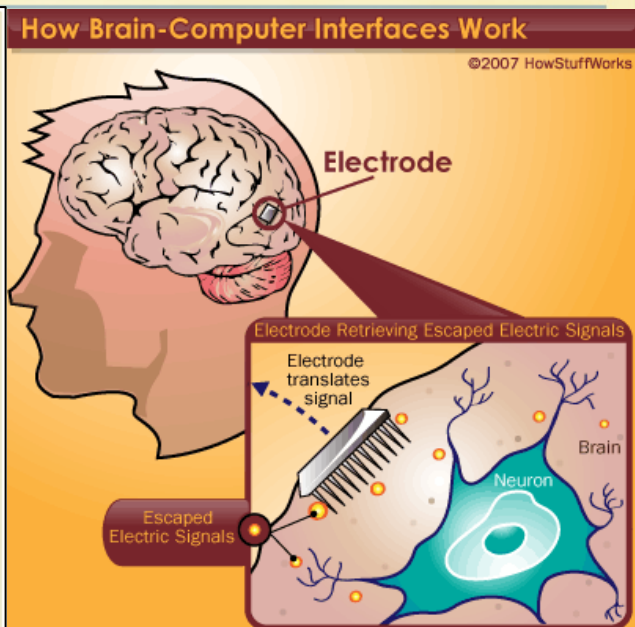 How Brain-Computer Interfaces Work
©2007 HowStuffWorks
Electrode
Electrode Retrieving Escaped Electric Signals
Electrode
translates
signal
Brain
Neuron
Escaped
Electric Signals